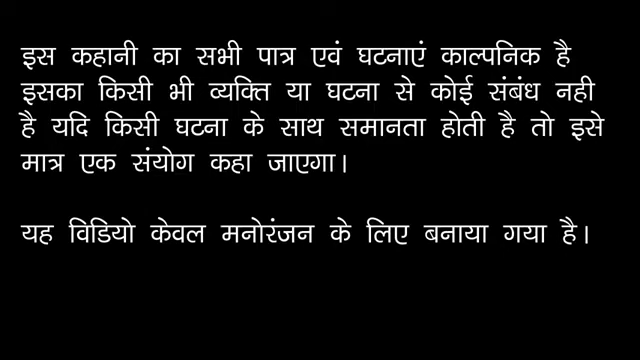 इस कहानी का सभी पात्र एवं घटनाएं काल्पनिक है
इसका किसी भी व्यक्ति या घटना से कोई संबंध नही
है यदि किसी घटना के साथ समानता होती है तो इसे
मात्र एक संयोग कहा जाएगा।
यह विडियो केवल मनोरंजन के लिए बनाया गया है।